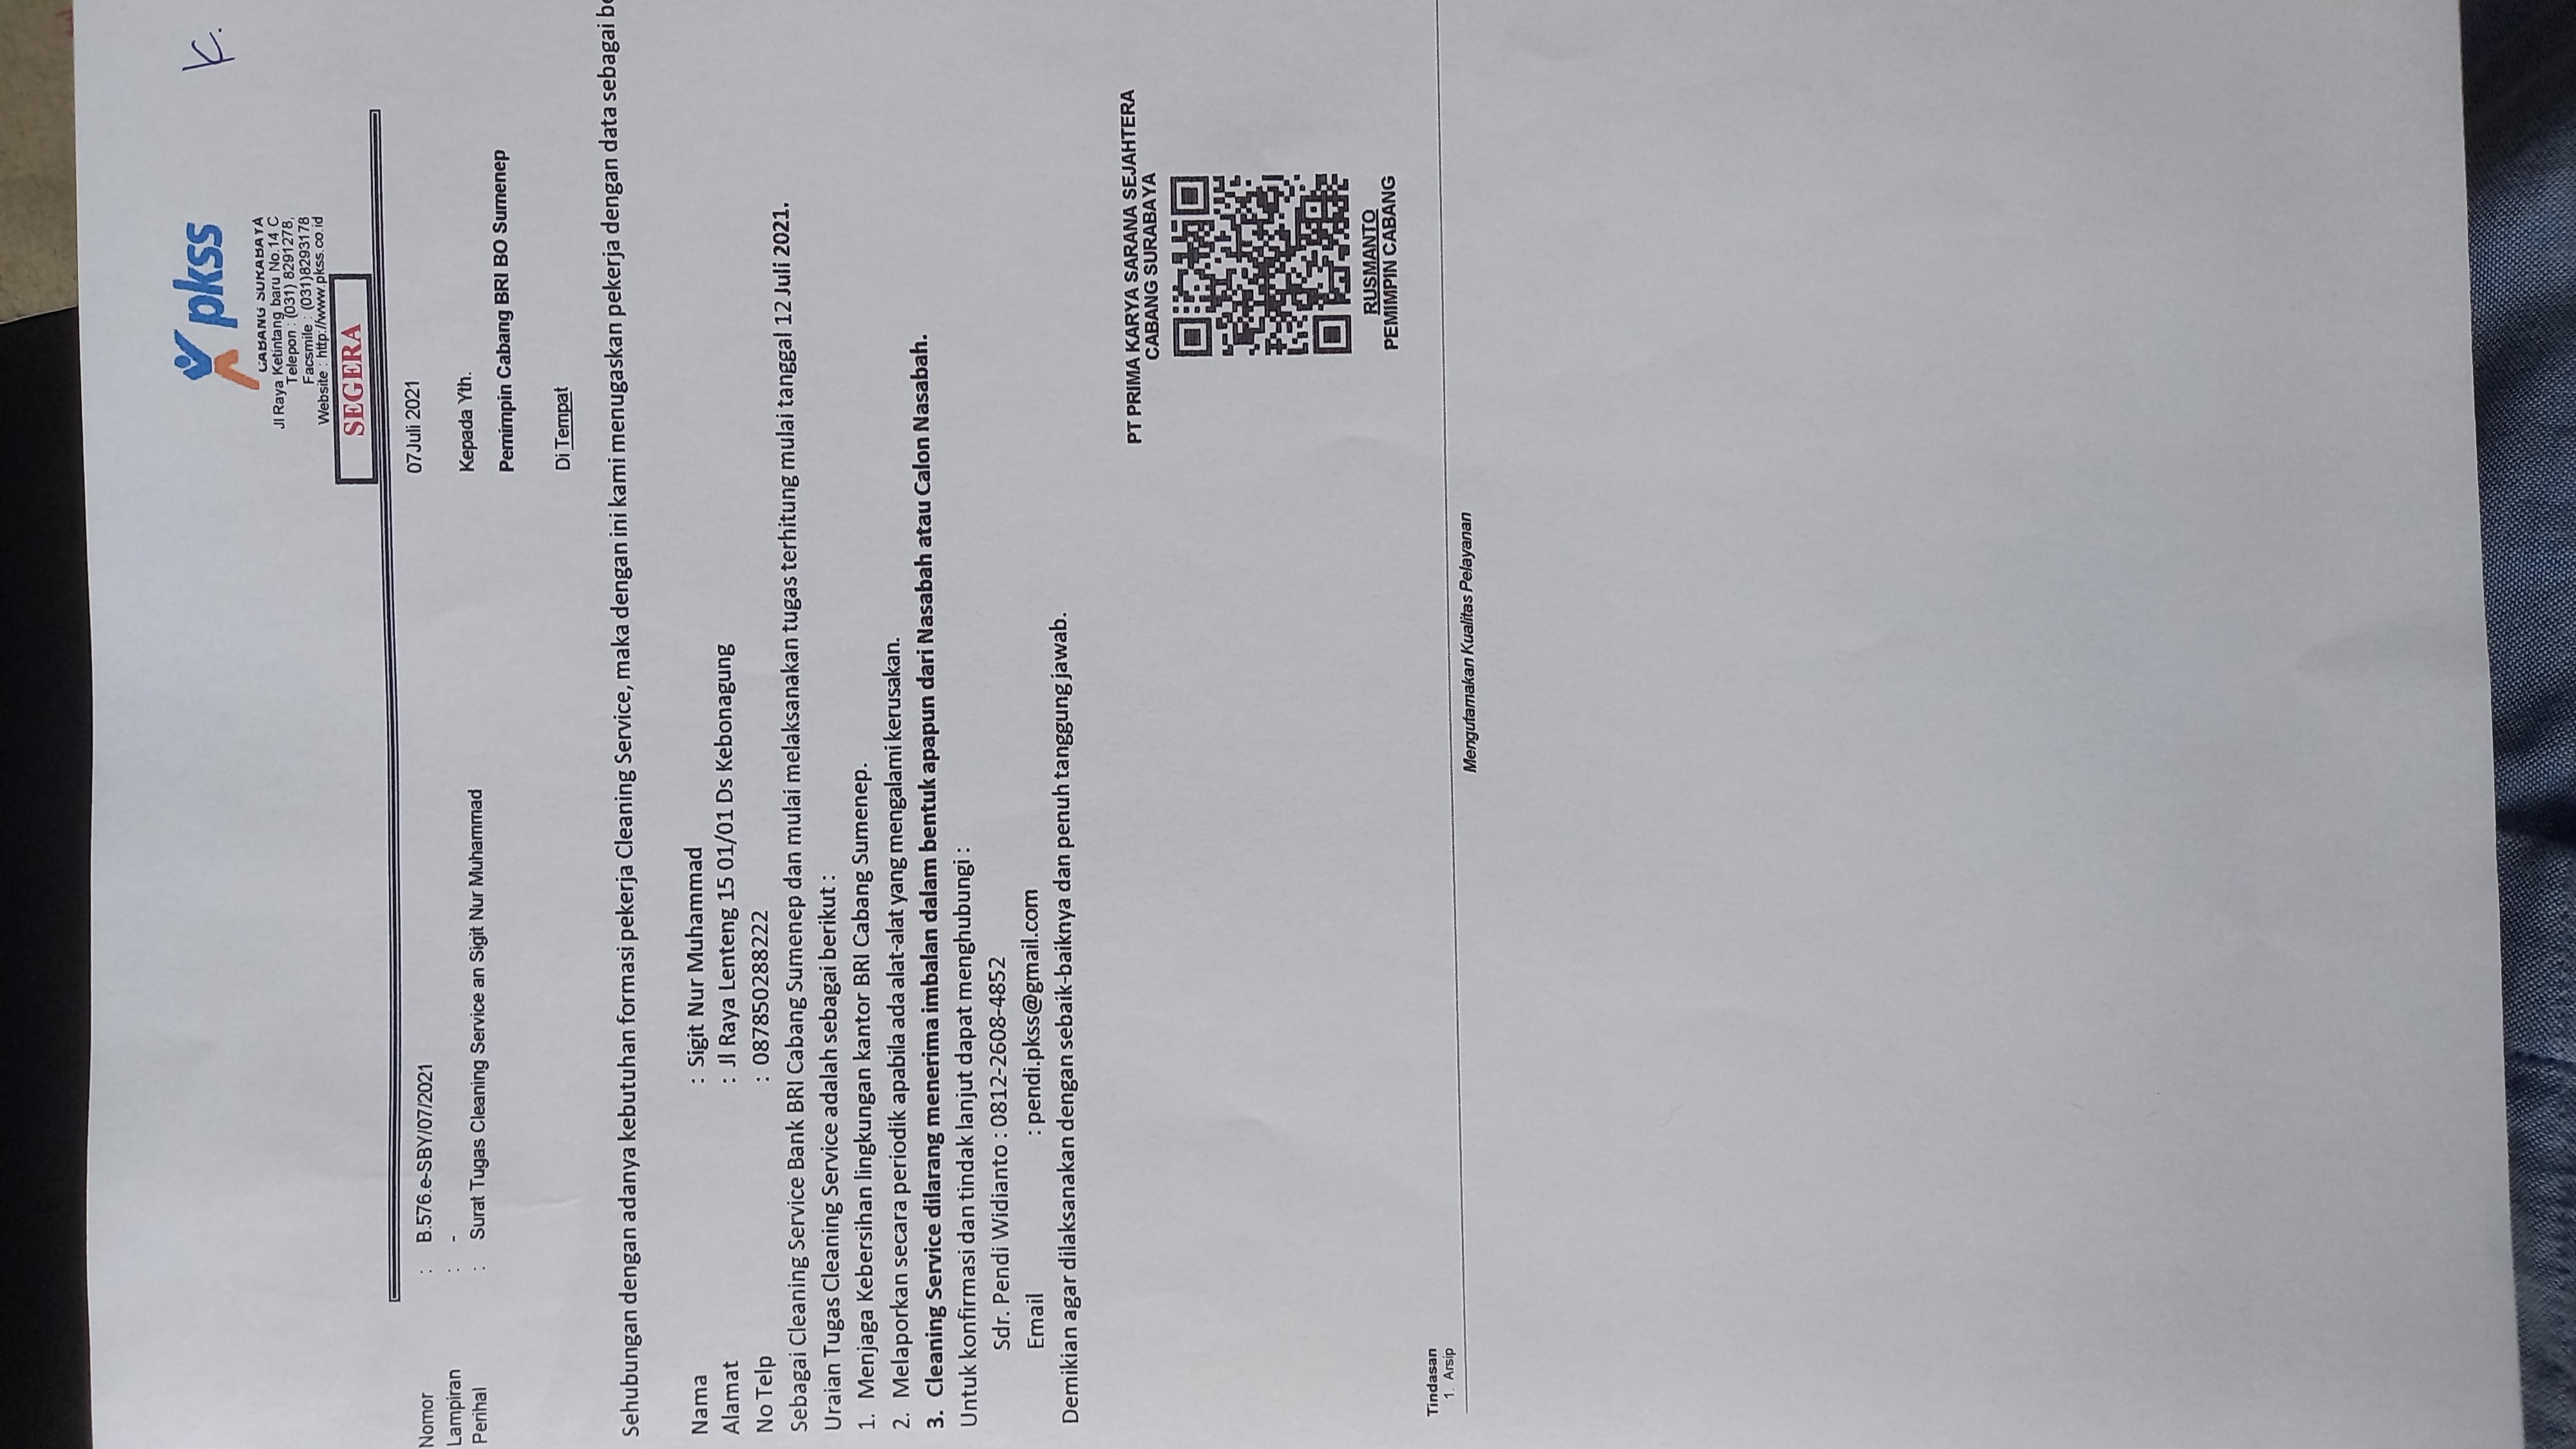 K.
pkss
CABANG SURABAYA
Jl Raya Ketintang baru No.14 C
Telepon : (031) 8291278,
Facsmile : (031)8293178
Website : http://www.pkss.co.id
SEGERA
07Juli 2021
Nomor : B.576.e-SBY/07/2021
Lampiran : -
Perihal : Surat Tugas Cleaning Service an Sigit Nur Muhammad
Kepada Yth.
Pemimpin Cabang BRI BO Sumenep
Di Tempat
Sehubungan dengan adanya kebutuhan formasi pekerja Cleaning Service, maka dengan ini kami menugaskan pekerja dengan data sebagai
Nama : Sigit Nur Muhammad
Alamat : Jl Raya Lenteng 15 01/01 Ds Kebonagung
No Telp : 087850288222
Sebagai Cleaning Service Bank BRI Cabang Sumenep dan mulai melaksanakan tugas terhitung mulai tanggal 12 Juli 2021.
Uraian Tugas Cleaning Service adalah sebagai berikut :
1. Menjaga Kebersihan lingkungan kantor BRI Cabang Sumenep.
2. Melaporkan secara periodik apabila ada alat-alat yang mengalami kerusakan.
3. Cleaning Service dilarang menerima imbalan dalam bentuk apapun dari Nasabah atau Calon Nasabah.
Untuk konfirmasi dan tindak lanjut dapat menghubungi :
Sdr. Pendi Widianto : 0812-2608-4852
Email : pendi.pkss@gmail.com
Demikian agar dilaksanakan dengan sebaik-baiknya dan penuh tanggung jawab.
PT PRIMA KARYA SARANA SEJAHTERA
CABANG SURABAYA
RUSMANTO
PEMIMPIN CABANG
Tindasan
1. Arsip
Mengutamakan Kualitas Pelayanan